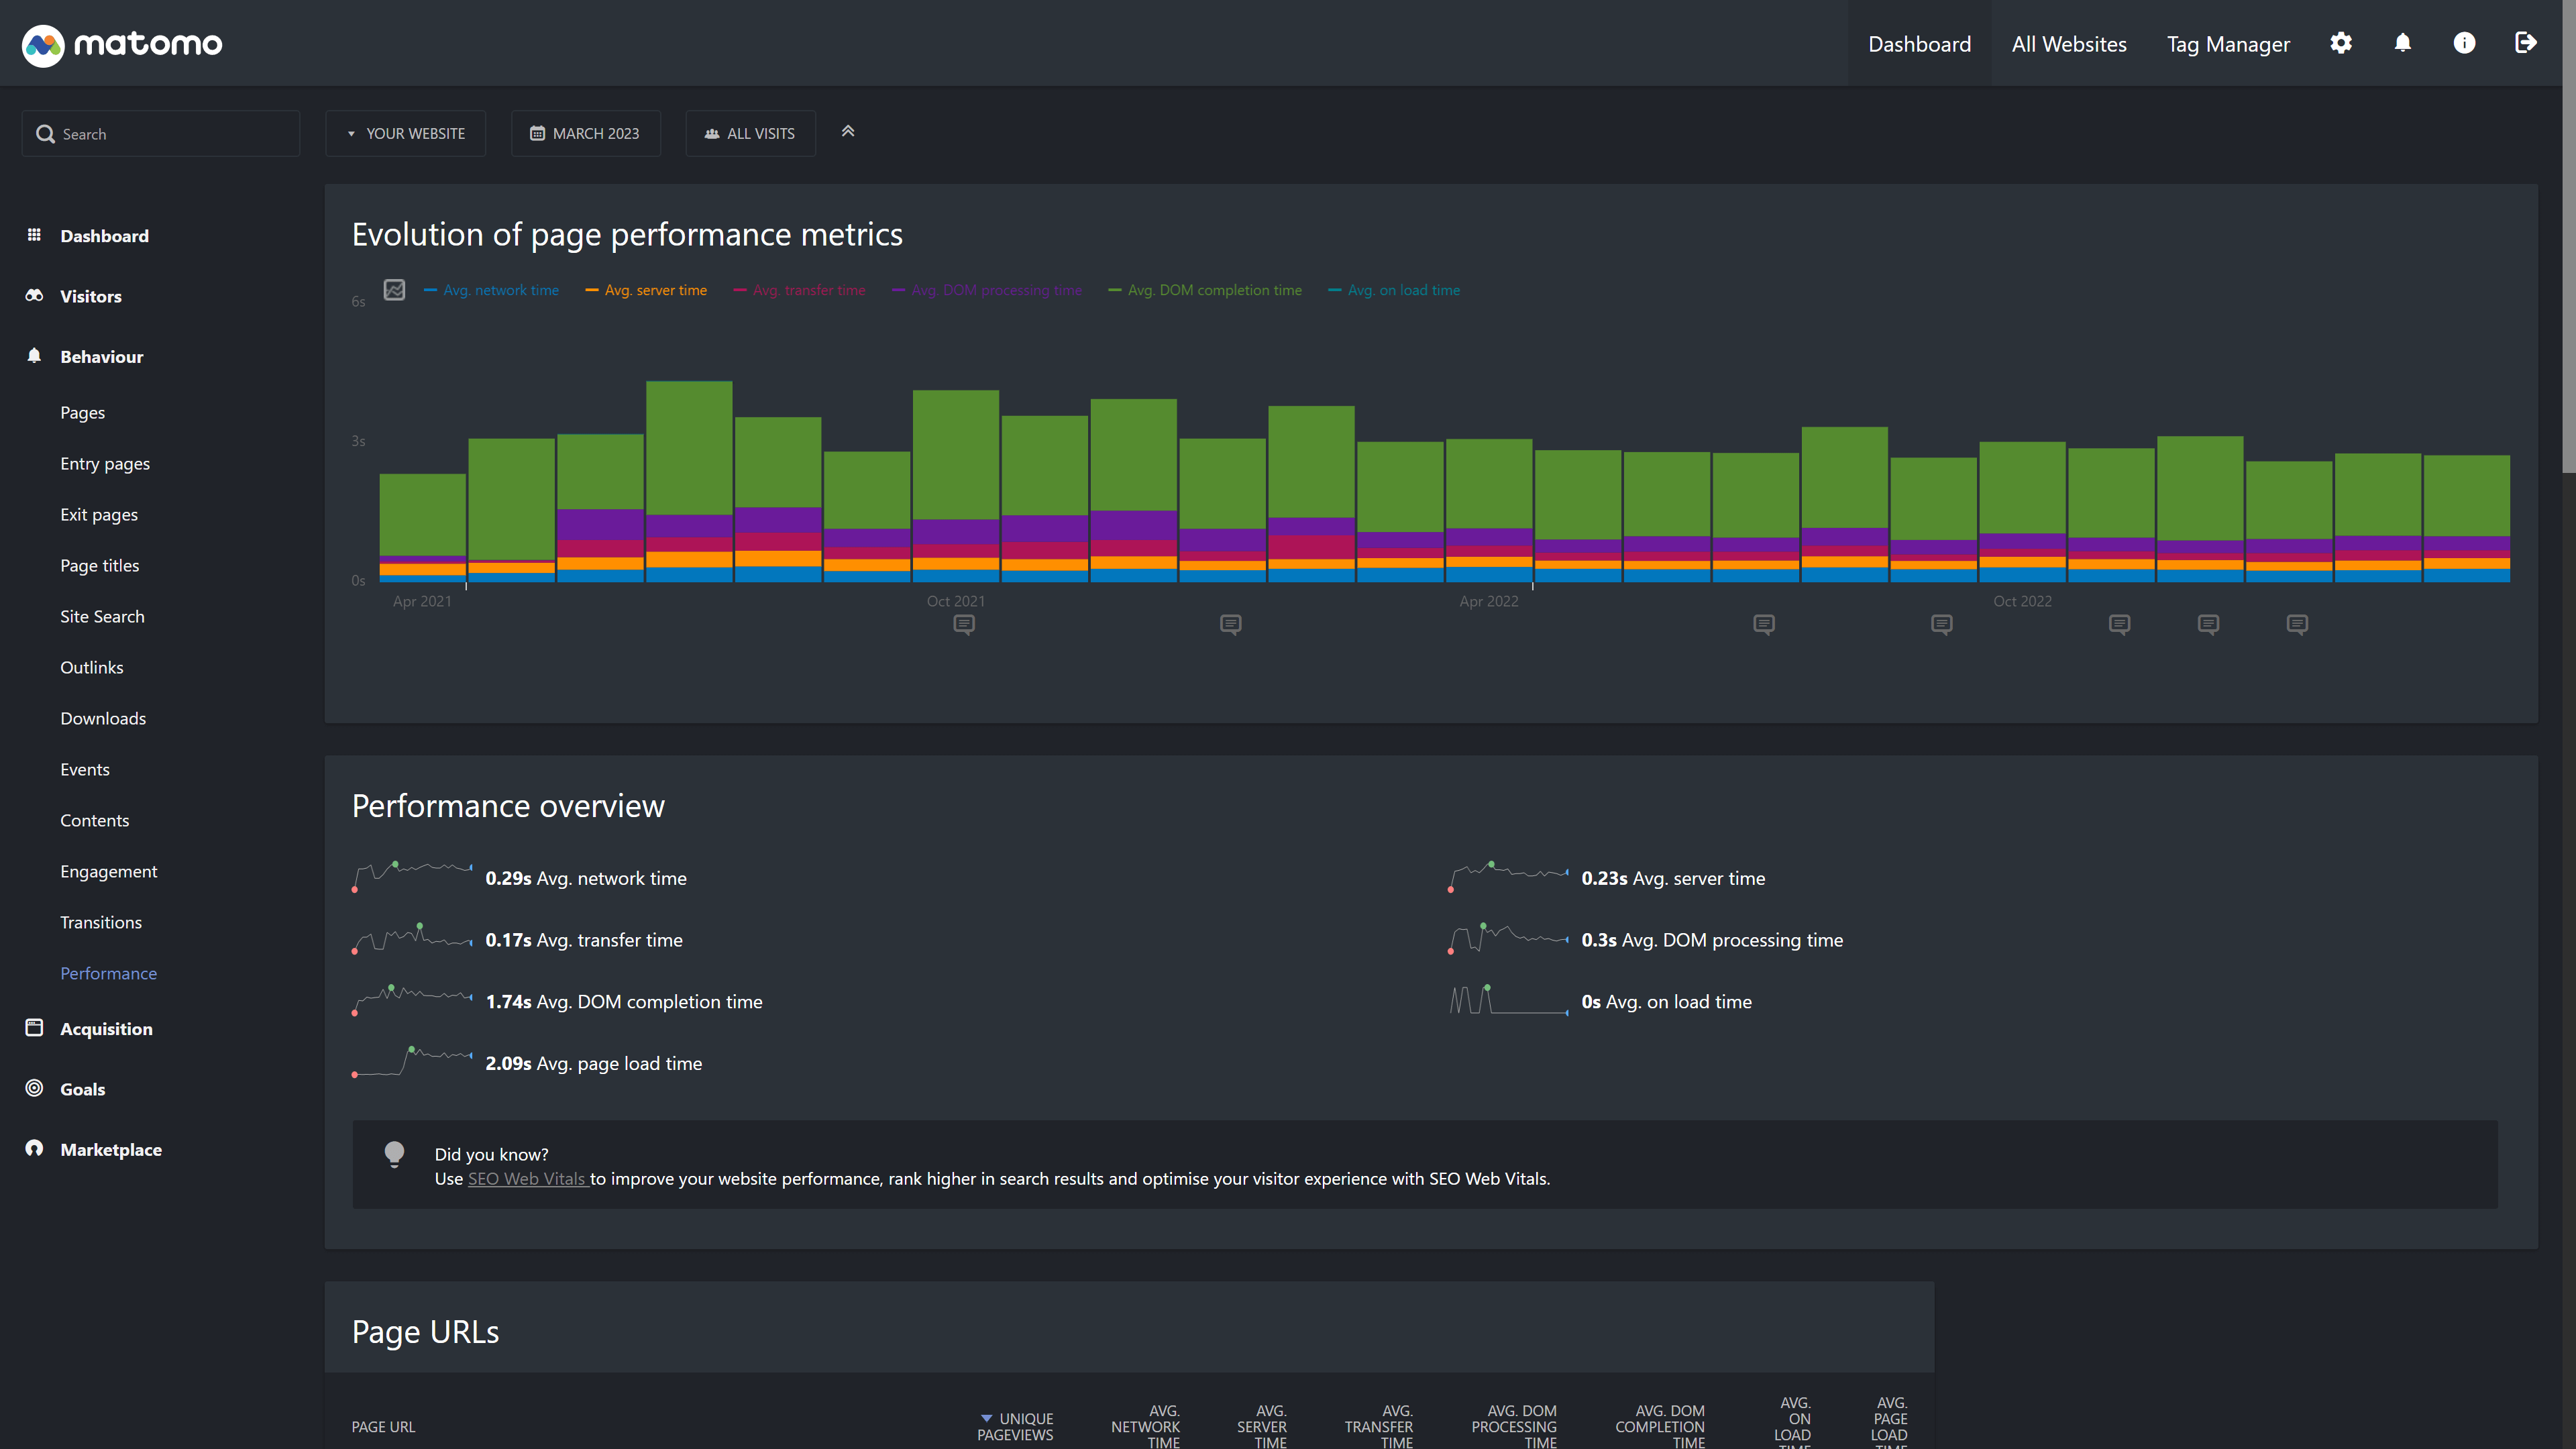 matomo
Dashboard
All Websites
Tag Manager
Search
YOUR WEBSITE
MARCH 2023
ALL VISITS
Dashboard
Visitors
Behaviour
Pages
Entry pages
Exit pages
Page titles
Site Search
Outlinks
Downloads
Events
Contents
Engagement
Transitions
Performance
Acquisition
Goals
Marketplace
Evolution of page performance metrics
Avg. network time
Avg. server time
Avg. transfer time
Avg. DOM processing time
Avg. DOM completion time
Avg. on load time
6s
3s
0s
Apr 2021
Oct 2021
Apr 2022
Oct 2022
Performance overview
0.29s Avg. network time
0.23s Avg. server time
0.17s Avg. transfer time
0.3s Avg. DOM processing time
1.74s Avg. DOM completion time
0s Avg. on load time
2.09s Avg. page load time
Did you know?
Use SEO Web Vitals to improve your website performance, rank higher in search results and optimise your visitor experience with SEO Web Vitals.
Page URLs
PAGE URL
UNIQUE
PAGEVIEWS
AVG.
NETWORK
TIME
AVG.
SERVER
TIME
AVG.
TRANSFER
TIME
AVG. DOM
PROCESSING
TIME
AVG. DOM
COMPLETION
TIME
AVG.
ON
LOAD
TIME
AVG.
PAGE
LOAD
TIME